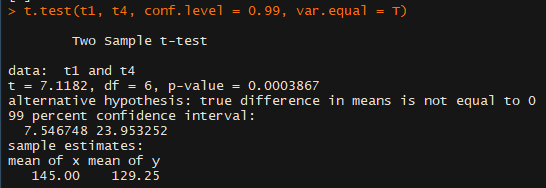 > t.test(t1, t4, conf.level = 0.99, var.equal = T)
Two Sample t-test
data: t1 and t4
t = 7.1182, df = 6, p-value = 0.0003867
alternative hypothesis: true difference in means is not equal to 0
99 percent confidence interval:
7.546748 23.953252
sample estimates:
mean of x mean of y
145.00 129.25